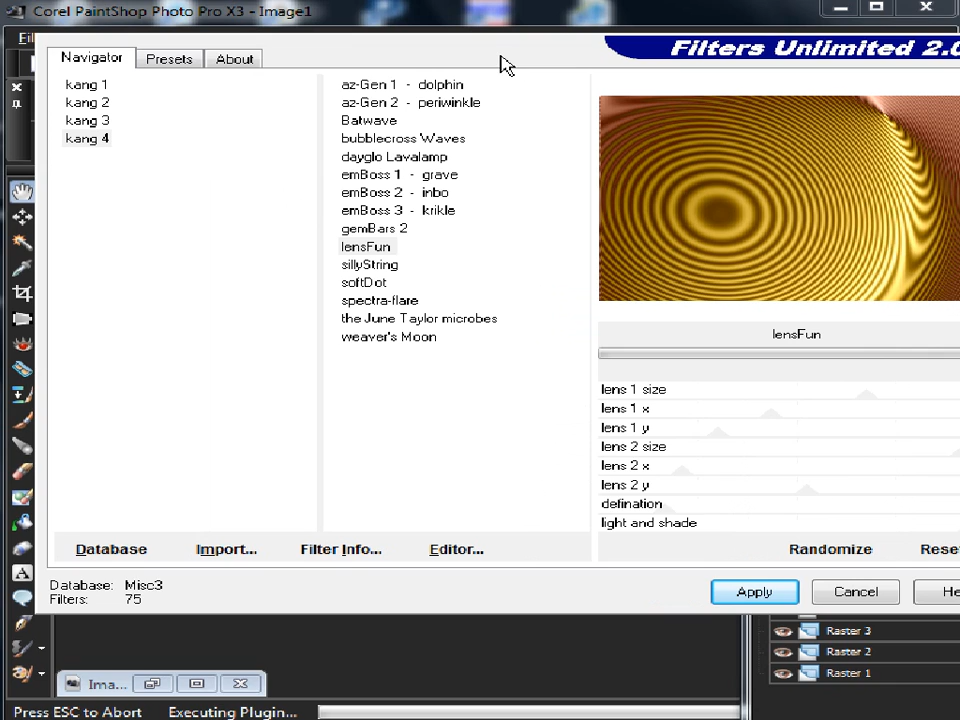 Corel PaintShop Photo Pro X3 - Image1
Navigator
Presets
About
Filters Unlimited 2.0
kang 1
kang 2
kang 3
kang 4
az-Gen 1 - dolphin
az-Gen 2 - periwinkle
Batwave
bubblecross Waves
dayglo Lavalamp
emBoss 1 - grave
emBoss 2 - inbo
emBoss 3 - krikle
gemBars 2
lensFun
sillyString
softDot
spectra-flare
the June Taylor microbes
weaver's Moon
lensFun
lens 1 size
lens 1 x
lens 1 y
lens 2 size
lens 2 x
lens 2 y
defination
light and shade
Database
Import...
Filter Info...
Editor...
Randomize
Rese
Database: Misc3
Filters: 75
Apply
Cancel
He
Raster 3
Raster 2
Raster 1
Ima...
Press ESC to Abort
Executing Plugin...